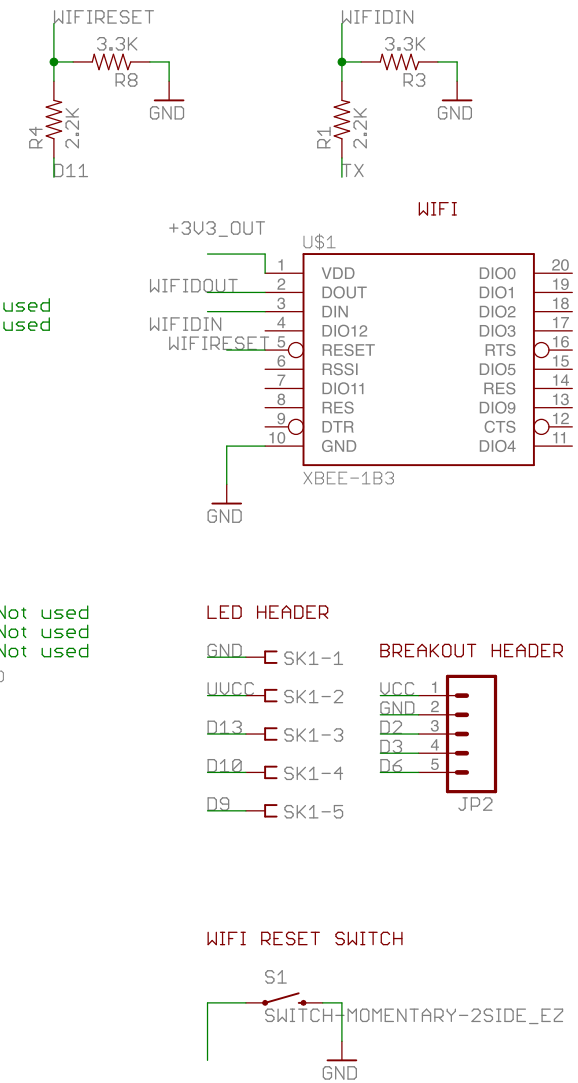 WIFIRESET
3.3K
R8
GND
R4
2.2K
D11
WIFIDIN
3.3K
R3
GND
R1
2.2K
TX
WIFI
+3V3_OUT
U$1
1 VDD DIO0 20
WIFIDOUT 2 DOUT DIO1 19
used
3 DIN DIO2 18
used
WIFIDIN 4 DIO12 DIO3 17
WIFIRESET 5 RESET RTS 16
6 RSSI DIO5 15
7 DIO11 RES 14
8 RES DIO9 13
9 DTR CTS 12
10 GND DIO4 11
XBEE-1B3
GND
Not used
Not used
Not used
LED HEADER
GND SK1-1
UVCC SK1-2
D13 SK1-3
D10 SK1-4
D9 SK1-5
BREAKOUT HEADER
VCC 1
GND 2
D2 3
D3 4
D6 5
JP2
WIFI RESET SWITCH
S1
SWITCH-MOMENTARY-2SIDE_EZ
GND